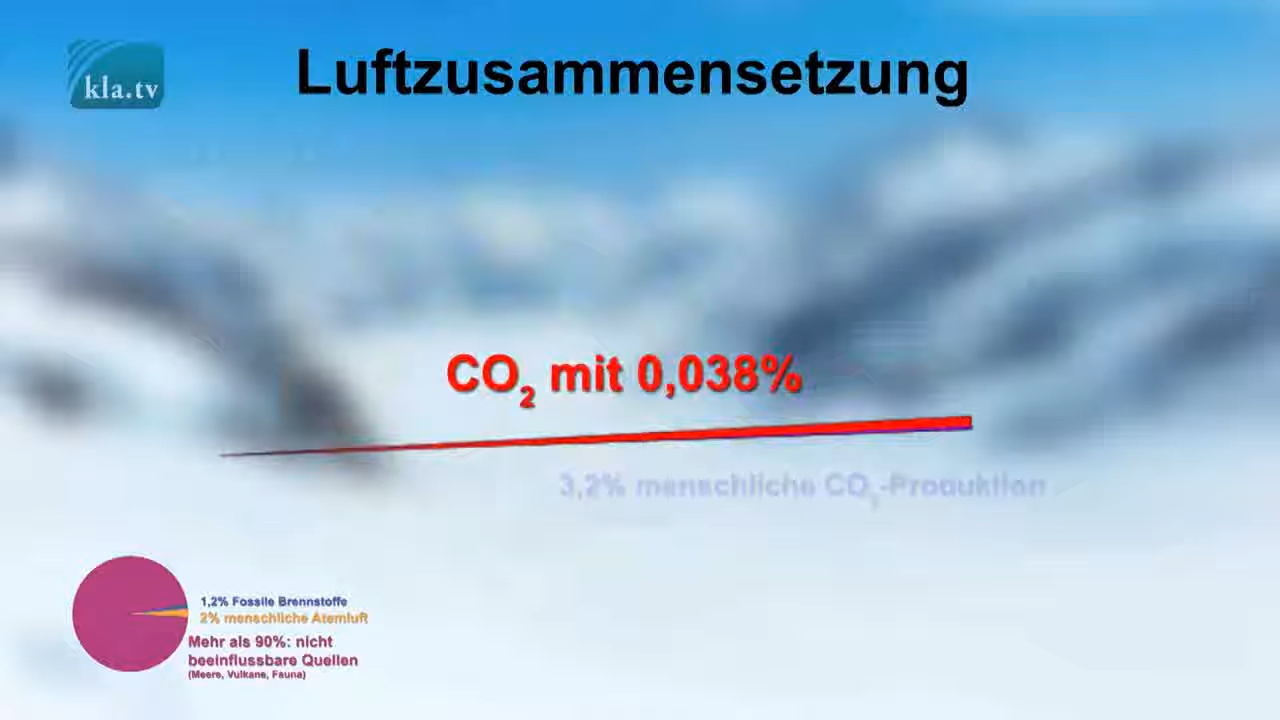 kla.tv
Luftzusammensetzung
CO₂ mit 0,038%
3,2% menschliche CO₂-Produktion
1,2% Fossile Brennstoffe
2% menschliche Atemluft
Mehr als 90%: nicht
beeinflussbare Quellen
(Meere, Vulkane, Fauna)